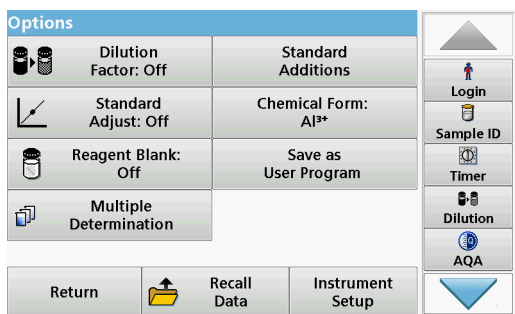 Options
Dilution
Factor: Off
Standard
Additions
Standard
Adjust: Off
Chemical Form:
Al³⁺
Reagent Blank:
Off
Save as
User Program
Multiple
Determination
Return
Recall
Data
Instrument
Setup
Login
Sample ID
Timer
Dilution
AQA